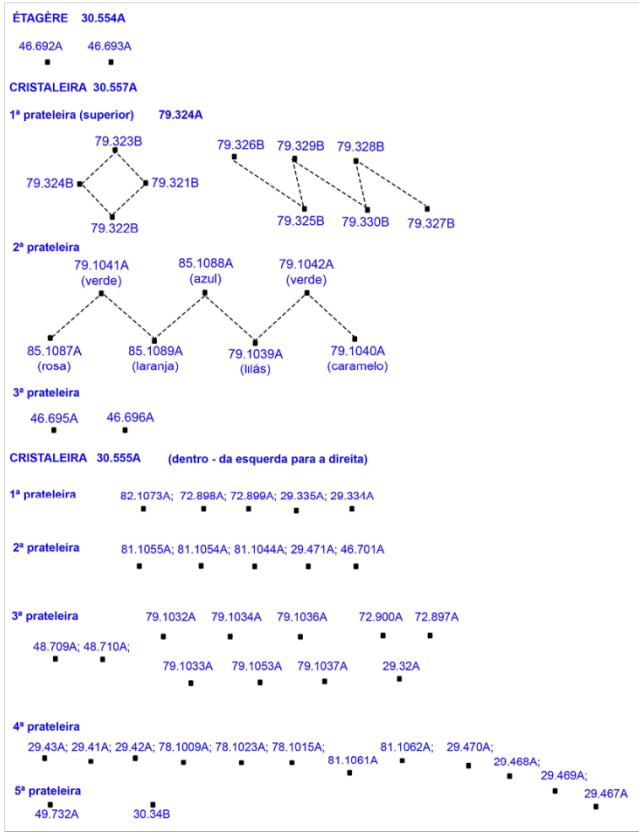 ÉTAGÈRE 30.554A
46.692A 46.693A
CRISTALEIRA 30.557A
1ª prateleira (superior) 79.324A
79.323B
79.324B 79.321B
79.322B
79.326B 79.329B 79.328B
79.325B 79.330B 79.327B
2ª prateleira
79.1041A 85.1088A 79.1042A
(verde) (azul) (verde)
85.1087A 85.1089A 79.1039A 79.1040A
(rosa) (laranja) (lilás) (caramelo)
3ª prateleira
46.695A 46.696A
CRISTALEIRA 30.555A (dentro - da esquerda para a direita)
1ª prateleira 82.1073A; 72.898A; 72.899A; 29.335A; 29.334A
2ª prateleira 81.1055A; 81.1054A; 81.1044A; 29.471A; 46.701A
3ª prateleira 79.1032A 79.1034A 79.1036A 72.900A 72.897A
48.709A; 48.710A;
79.1033A 79.1053A 79.1037A 29.32A
4ª prateleira
29.43A; 29.41A; 29.42A; 78.1009A; 78.1023A; 78.1015A; 81.1061A 81.1062A; 29.470A; 29.468A; 29.469A; 29.467A
5ª prateleira
49.732A 30.34B